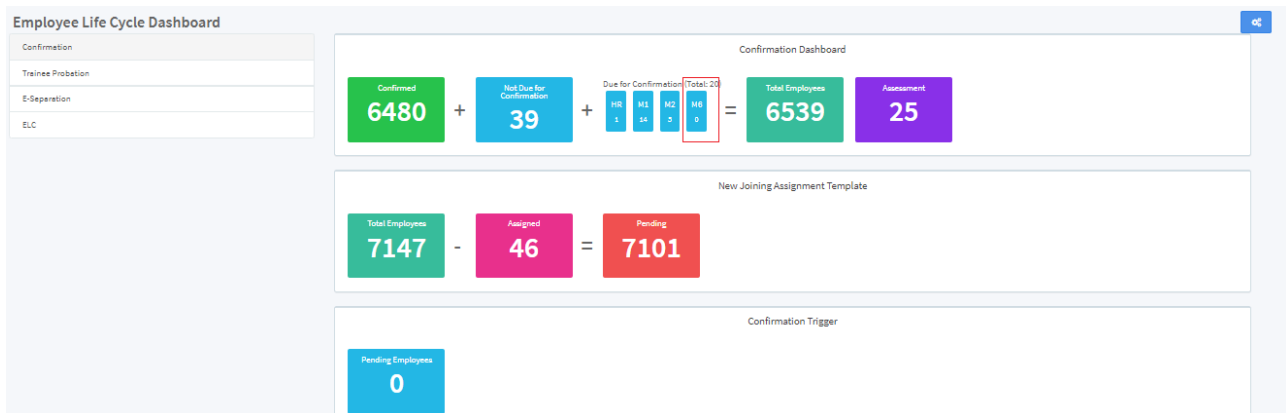 Employee Life Cycle Dashboard
Confirmation
Trainee Probation
E-Separation
ELC
Confirmation Dashboard
Confirmed
6480
+
Not Due for
Confirmation
39
+
Due for Confirmation (Total: 20)
HR M1 M2 M6
1 14 5 0
=
Total Employees
6539
Assessment
25
New Joining Assignment Template
Total Employees
7147
-
Assigned
46
=
Pending
7101
Confirmation Trigger
Pending Employees
0